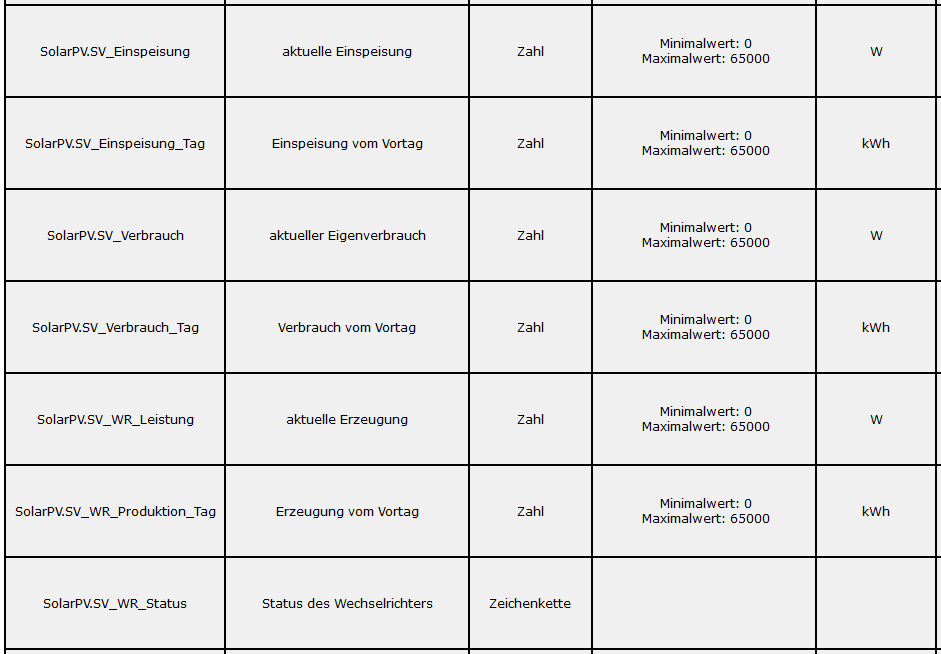 SolarPV.SV_Einspeisung
aktuelle Einspeisung
Zahl
Minimalwert: 0
Maximalwert: 65000
W
SolarPV.SV_Einspeisung_Tag
Einspeisung vom Vortag
Zahl
Minimalwert: 0
Maximalwert: 65000
kWh
SolarPV.SV_Verbrauch
aktueller Eigenverbrauch
Zahl
Minimalwert: 0
Maximalwert: 65000
W
SolarPV.SV_Verbrauch_Tag
Verbrauch vom Vortag
Zahl
Minimalwert: 0
Maximalwert: 65000
kWh
SolarPV.SV_WR_Leistung
aktuelle Erzeugung
Zahl
Minimalwert: 0
Maximalwert: 65000
W
SolarPV.SV_WR_Produktion_Tag
Erzeugung vom Vortag
Zahl
Minimalwert: 0
Maximalwert: 65000
kWh
SolarPV.SV_WR_Status
Status des Wechselrichters
Zeichenkette